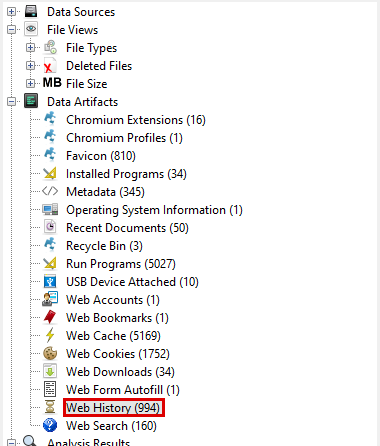 Data Sources
File Views
File Types
Deleted Files
MB File Size
Data Artifacts
Chromium Extensions (16)
Chromium Profiles (1)
Favicon (810)
Installed Programs (34)
Metadata (345)
Operating System Information (1)
Recent Documents (50)
Recycle Bin (3)
Run Programs (5027)
USB Device Attached (10)
Web Accounts (1)
Web Bookmarks (1)
Web Cache (5169)
Web Cookies (1752)
Web Downloads (34)
Web Form Autofill (1)
Web History (994)
Web Search (160)
Analysis Results